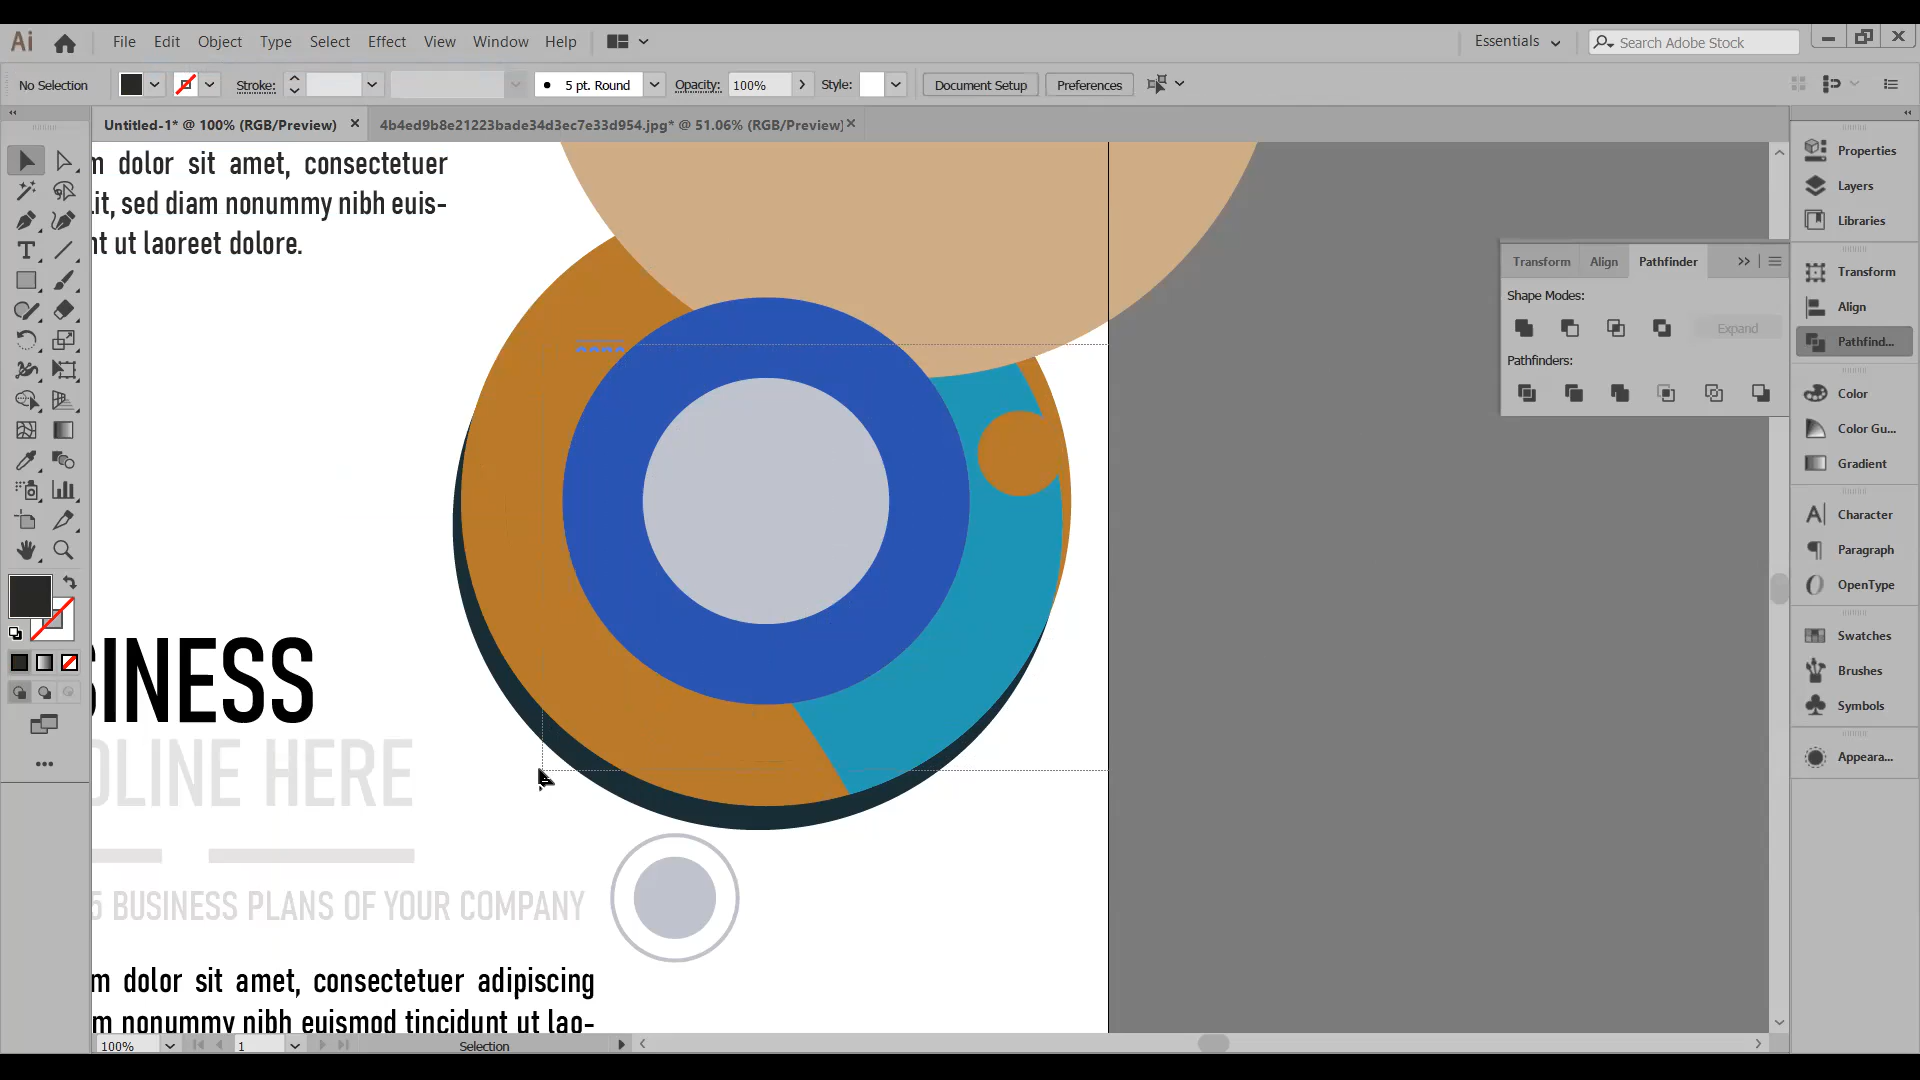 Ai File Edit Object Type Select Effect View Window Help Essentials Search Adobe Stock
No Selection Stroke: 5 pt. Round Opacity: 100% Style: Document Setup Preferences
Untitled-1* @ 100% (RGB/Preview) 4b4ed9b8e21223bade34d3ec7e33d954.jpg* @ 51.06% (RGB/Preview)
m dolor sit amet, consectetuer
lit, sed diam nonummy nibh euis-
nt ut laoreet dolore.
SINESS
DLINE HERE
5 BUSINESS PLANS OF YOUR COMPANY
m dolor sit amet, consectetuer adipiscing
m nonummy nibh euismod tincidunt ut lao-
Transform Align Pathfinder
Shape Modes:
Expand
Pathfinders:
Properties
Layers
Libraries
Transform
Align
Pathfind...
Color
Color Gu...
Gradient
Character
Paragraph
OpenType
Swatches
Brushes
Symbols
Appeara...
100% 1 Selection